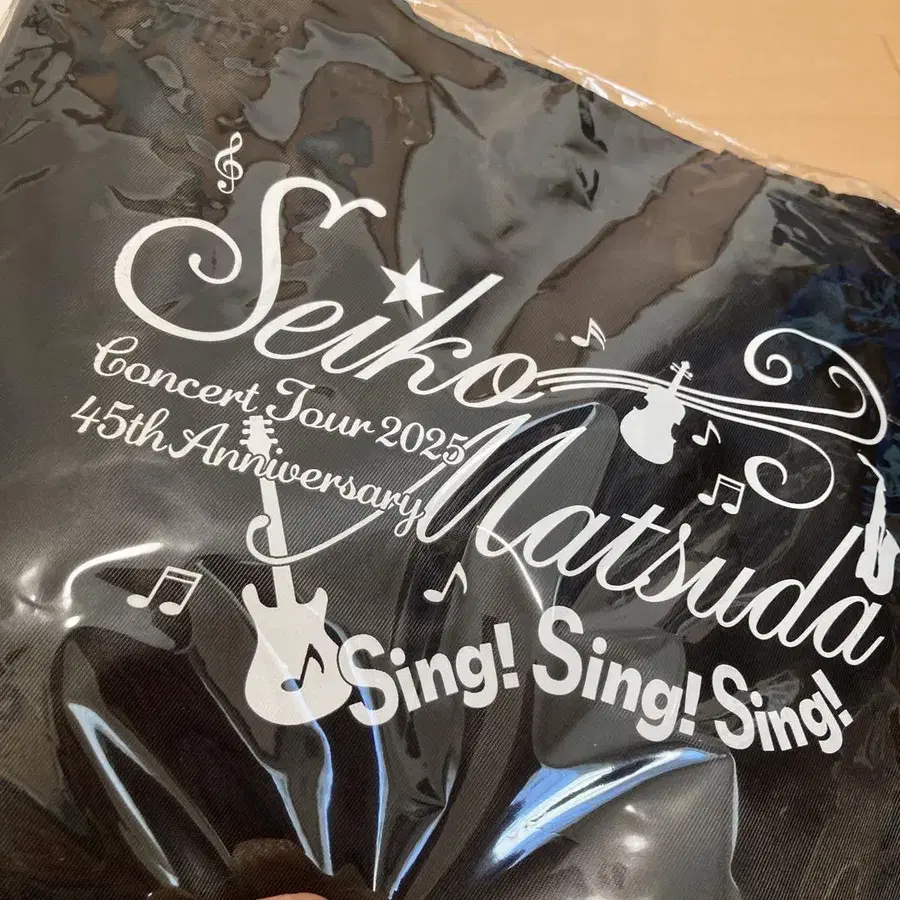 Seiko
Matsuda
Concert Tour 2025
45th Anniversary
Sing! Sing! Sing!